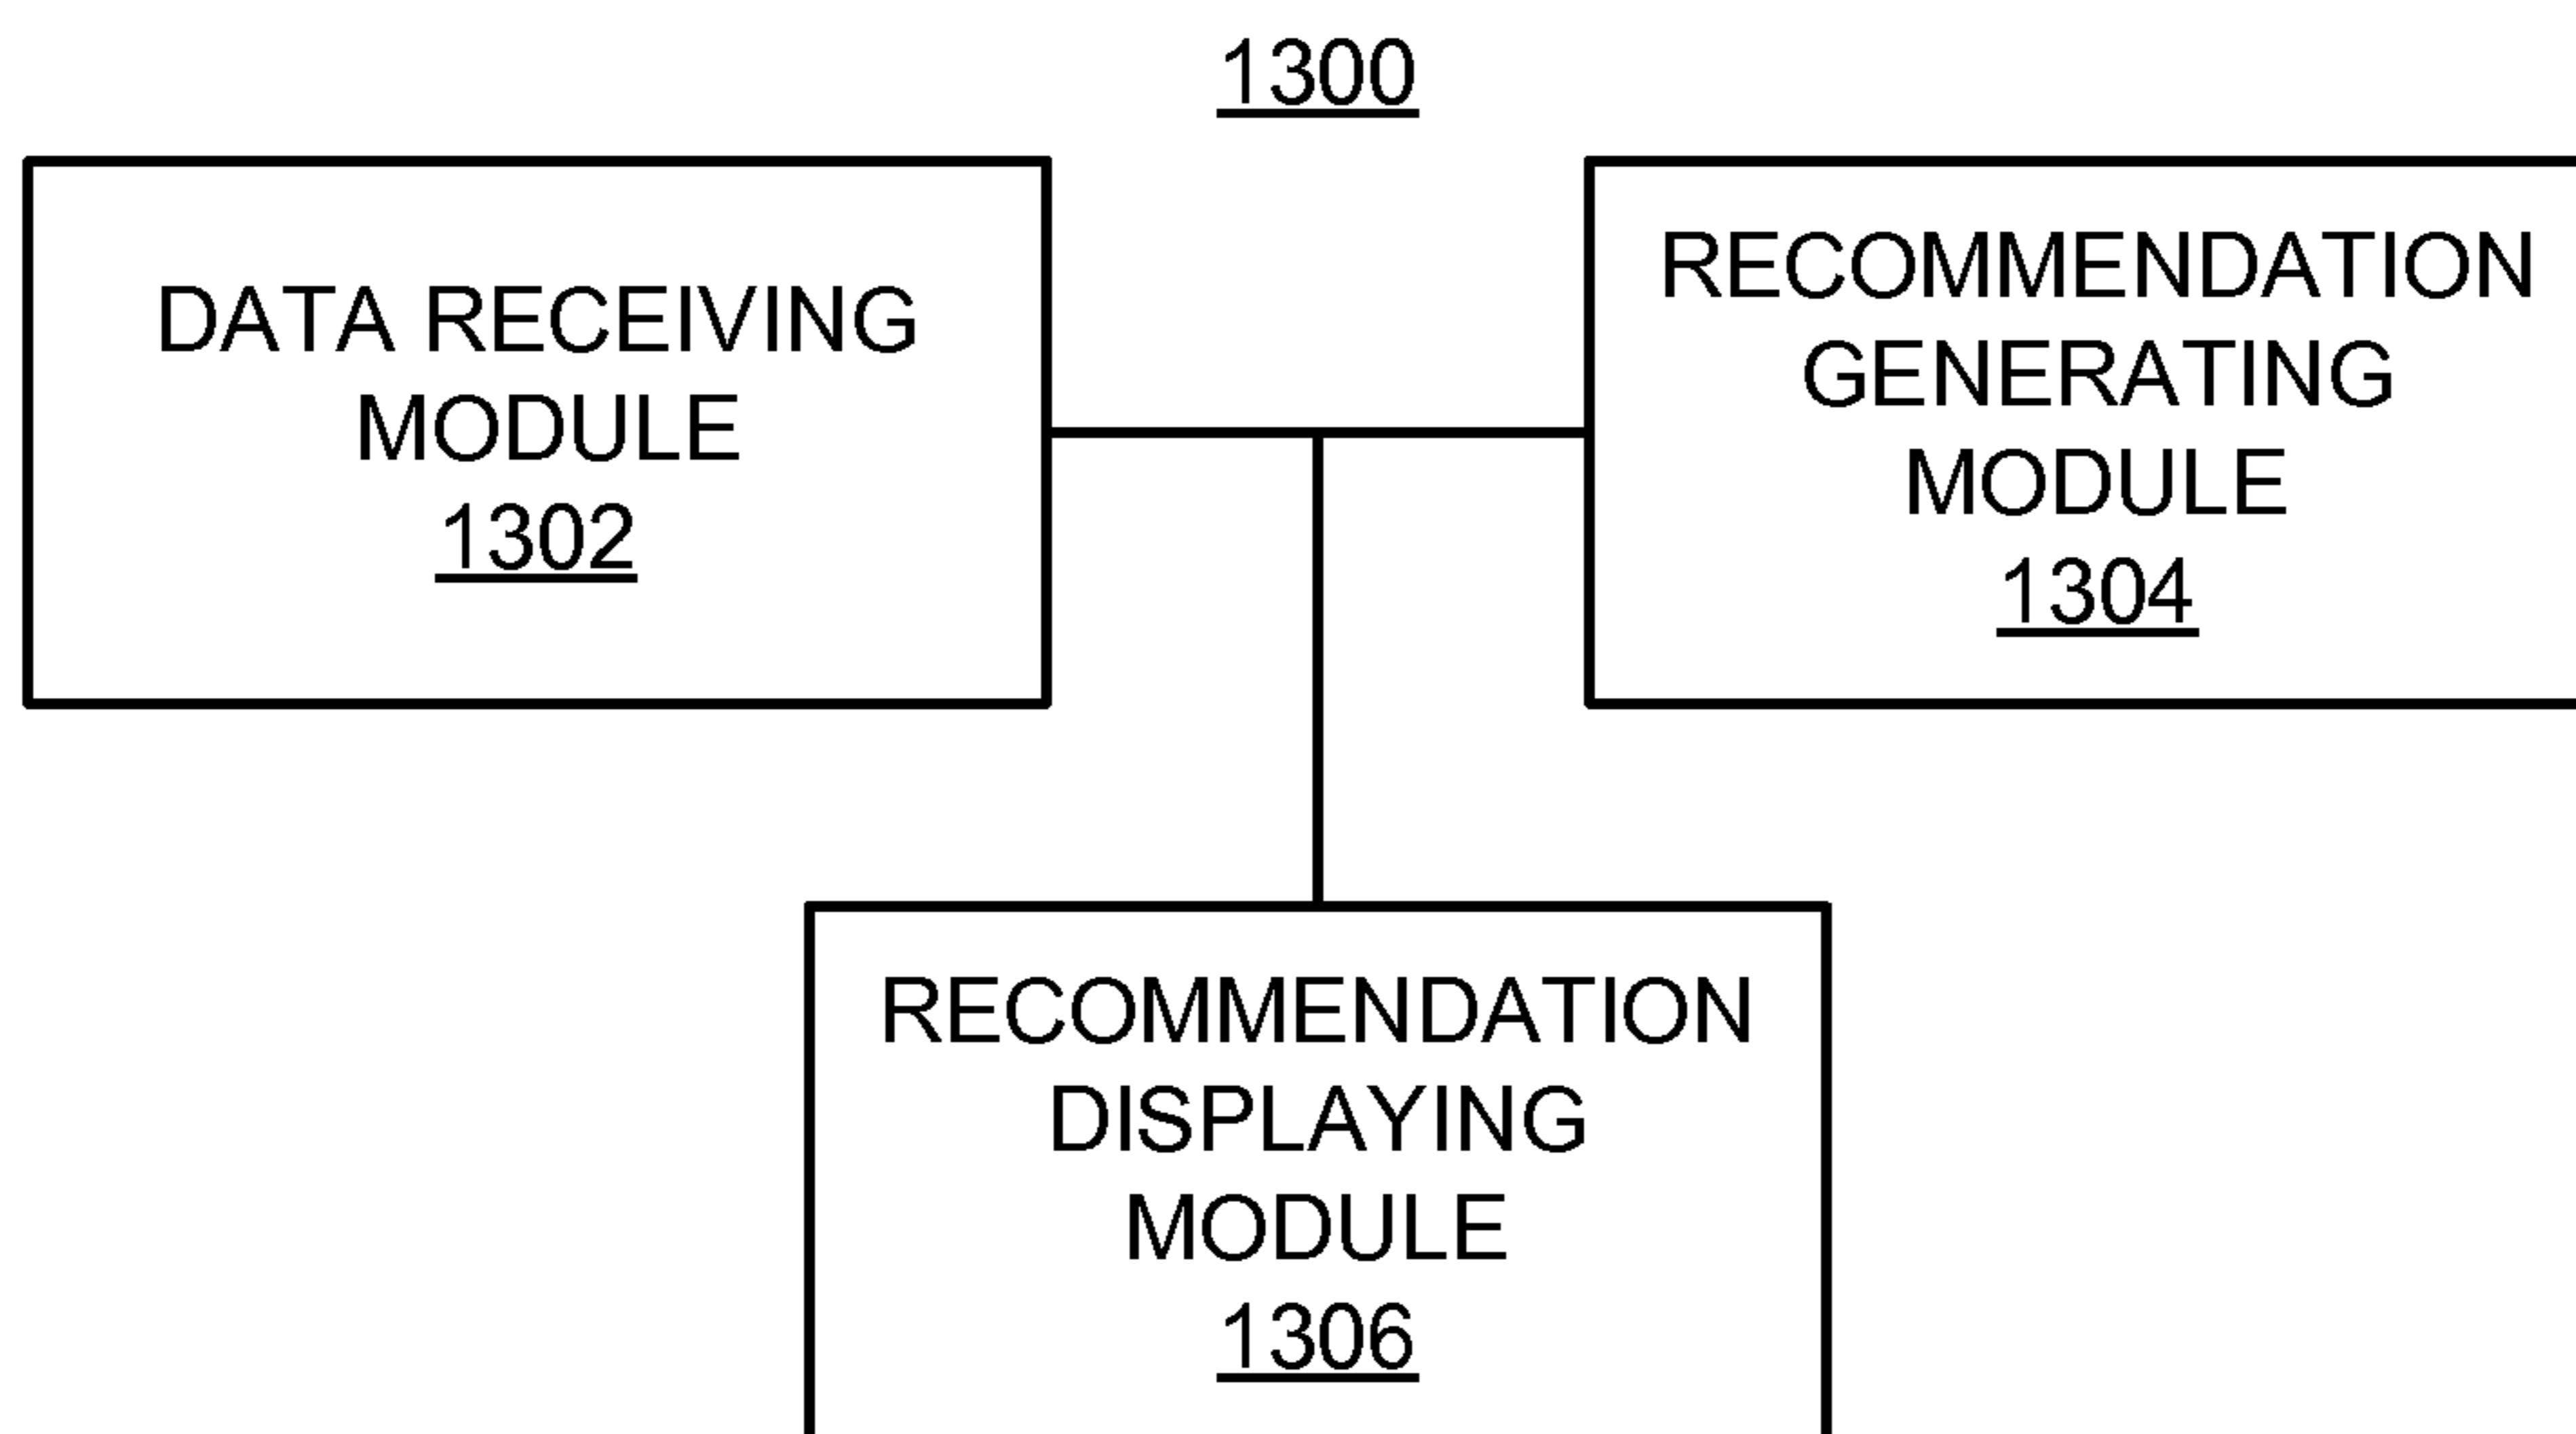 1300
DATA RECEIVING
MODULE
1302
RECOMMENDATION
GENERATING
MODULE
1304
RECOMMENDATION
DISPLAYING
MODULE
1306